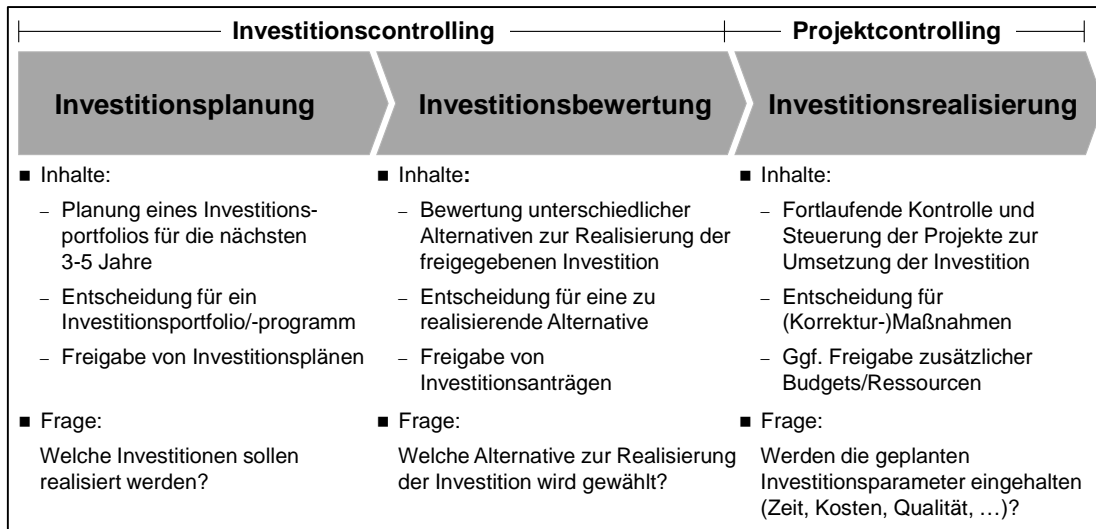 Investitionscontrolling
Projektcontrolling
Investitionsplanung
Investitionsbewertung
Investitionsrealisierung
■ Inhalte:
– Planung eines Investitions-
portfolios für die nächsten
3-5 Jahre
– Entscheidung für ein
Investitionsportfolio/-programm
– Freigabe von Investitionsplänen
■ Frage:
Welche Investitionen sollen
realisiert werden?
■ Inhalte:
– Bewertung unterschiedlicher
Alternativen zur Realisierung der
freigegebenen Investition
– Entscheidung für eine zu
realisierende Alternative
– Freigabe von
Investitionsanträgen
■ Frage:
Welche Alternative zur Realisierung
der Investition wird gewählt?
■ Inhalte:
– Fortlaufende Kontrolle und
Steuerung der Projekte zur
Umsetzung der Investition
– Entscheidung für
(Korrektur-)Maßnahmen
– Ggf. Freigabe zusätzlicher
Budgets/Ressourcen
■ Frage:
Werden die geplanten
Investitionsparameter eingehalten
(Zeit, Kosten, Qualität, …)?